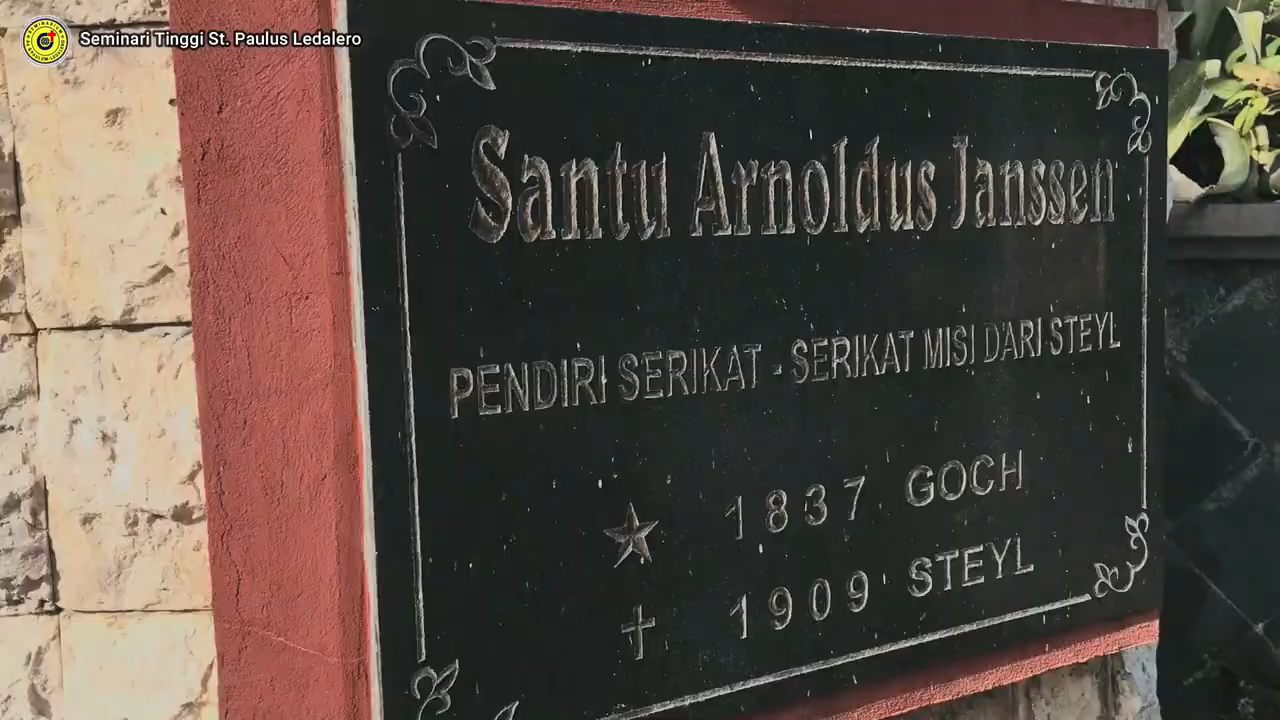 Seminari Tinggi St. Paulus Ledalero
Santu Arnoldus Janssen
PENDIRI SERIKAT - SERIKAT MISI DARI STEYL
1837 GOCH
1909 STEYL